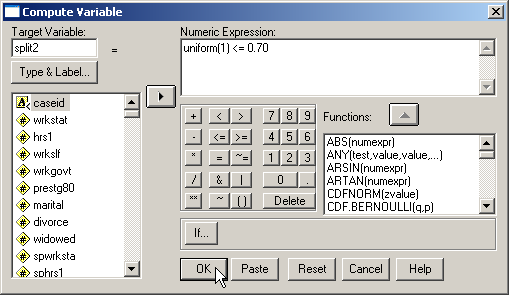 Compute Variable
Target Variable:
split2
=
Type & Label...
Numeric Expression:
uniform(1) <= 0.70
caseid
wrkstat
hrs1
wrkslf
wrkgovt
prestg80
marital
divorce
widowed
spwrksta
sphrs1
+ < > 7 8 9
- <= >= 4 5 6
* = ~= 1 2 3
/ & | 0 .
** ~ ( ) Delete
Functions:
ABS(numexpr)
ANY(test,value,value,...)
ARSIN(numexpr)
ARTAN(numexpr)
CDFNORM(zvalue)
CDF.BERNOULLI(q,p)
If...
OK Paste Reset Cancel Help